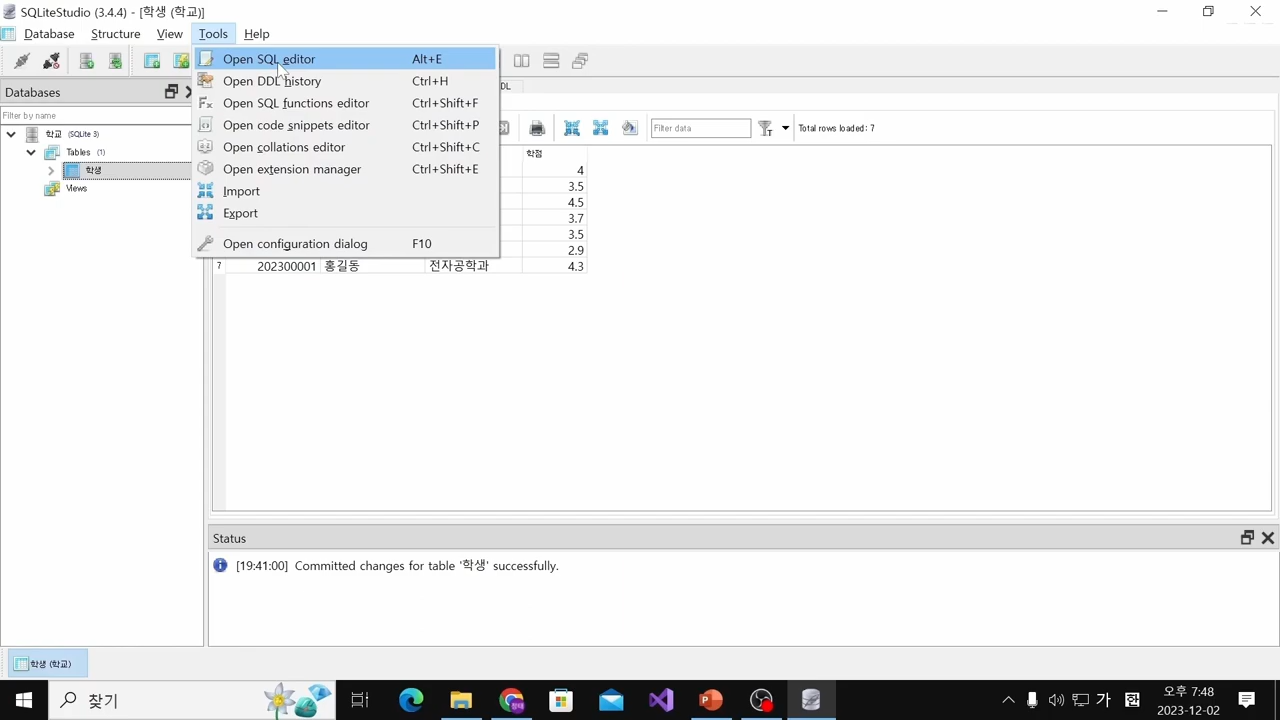 SQLiteStudio (3.4.4) - [학생 (학교)]
Database Structure View Tools Help
Open SQL editor Alt+E
Open DDL history Ctrl+H
Open SQL functions editor Ctrl+Shift+F
Open code snippets editor Ctrl+Shift+P
Open collations editor Ctrl+Shift+C
Open extension manager Ctrl+Shift+E
Import
Export
Open configuration dialog F10
Databases
Filter by name
학교 (SQLite 3)
Tables (1)
학생
Views
DL
Filter data
Total rows loaded: 7
학점
4
3.5
4.5
3.7
3.5
2.9
7 202300001 홍길동 전자공학과 4.3
Status
[19:41:00] Committed changes for table '학생' successfully.
학생 (학교)
찾기
가 한
오후 7:48
2023-12-02